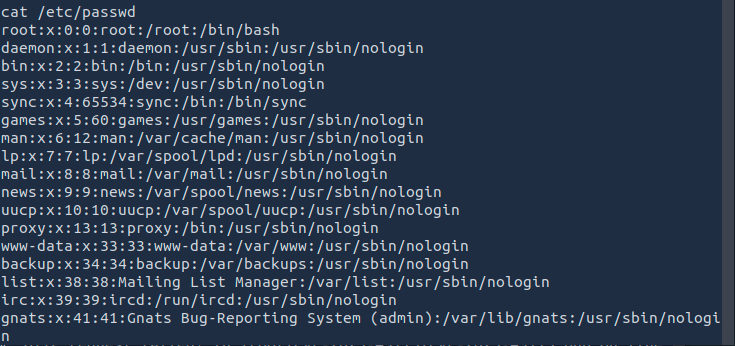 cat /etc/passwd
root:x:0:0:root:/root:/bin/bash
daemon:x:1:1:daemon:/usr/sbin:/usr/sbin/nologin
bin:x:2:2:bin:/bin:/usr/sbin/nologin
sys:x:3:3:sys:/dev:/usr/sbin/nologin
sync:x:4:65534:sync:/bin:/bin/sync
games:x:5:60:games:/usr/games:/usr/sbin/nologin
man:x:6:12:man:/var/cache/man:/usr/sbin/nologin
lp:x:7:7:lp:/var/spool/lpd:/usr/sbin/nologin
mail:x:8:8:mail:/var/mail:/usr/sbin/nologin
news:x:9:9:news:/var/spool/news:/usr/sbin/nologin
uucp:x:10:10:uucp:/var/spool/uucp:/usr/sbin/nologin
proxy:x:13:13:proxy:/bin:/usr/sbin/nologin
www-data:x:33:33:www-data:/var/www:/usr/sbin/nologin
backup:x:34:34:backup:/var/backups:/usr/sbin/nologin
list:x:38:38:Mailing List Manager:/var/list:/usr/sbin/nologin
irc:x:39:39:ircd:/run/ircd:/usr/sbin/nologin
gnats:x:41:41:Gnats Bug-Reporting System (admin):/var/lib/gnats:/usr/sbin/nologi
n